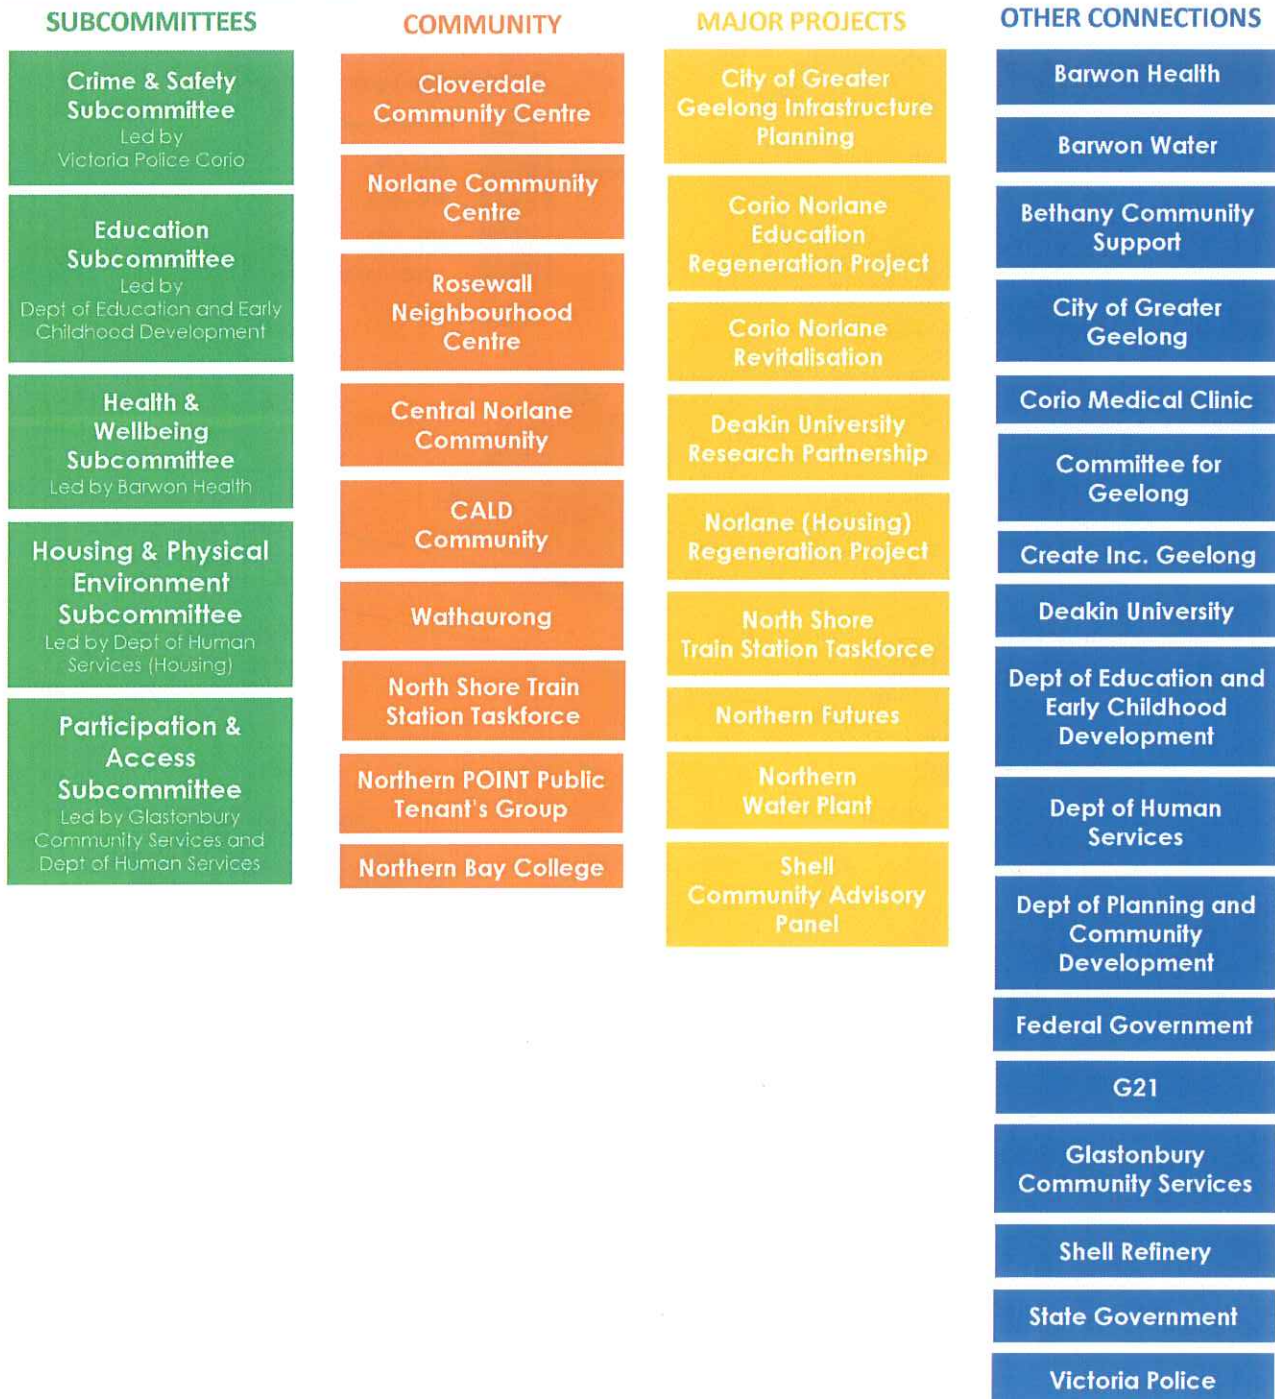 SUBCOMMITTEES
Crime & Safety
Subcommittee
Led by
Victoria Police Corio
Education
Subcommittee
Led by
Dept of Education and Early
Childhood Development
Health &
Wellbeing
Subcommittee
Led by Barwon Health
Housing & Physical
Environment
Subcommittee
Led by Dept of Human
Services (Housing)
Participation &
Access
Subcommittee
Led by Glastonbury
Community Services and
Dept of Human Services
COMMUNITY
Cloverdale
Community Centre
Norlane Community
Centre
Rosewall
Neighbourhood
Centre
Central Norlane
Community
CALD
Community
Wathaurong
North Shore Train
Station Taskforce
Northern POINT Public
Tenant's Group
Northern Bay College
MAJOR PROJECTS
City of Greater
Geelong Infrastructure
Planning
Corio Norlane
Education
Regeneration Project
Corio Norlane
Revitalisation
Deakin University
Research Partnership
Norlane (Housing)
Regeneration Project
North Shore
Train Station Taskforce
Northern Futures
Northern
Water Plant
Shell
Community Advisory
Panel
OTHER CONNECTIONS
Barwon Health
Barwon Water
Bethany Community
Support
City of Greater
Geelong
Corio Medical Clinic
Committee for
Geelong
Create Inc. Geelong
Deakin University
Dept of Education and
Early Childhood
Development
Dept of Human
Services
Dept of Planning and
Community
Development
Federal Government
G21
Glastonbury
Community Services
Shell Refinery
State Government
Victoria Police